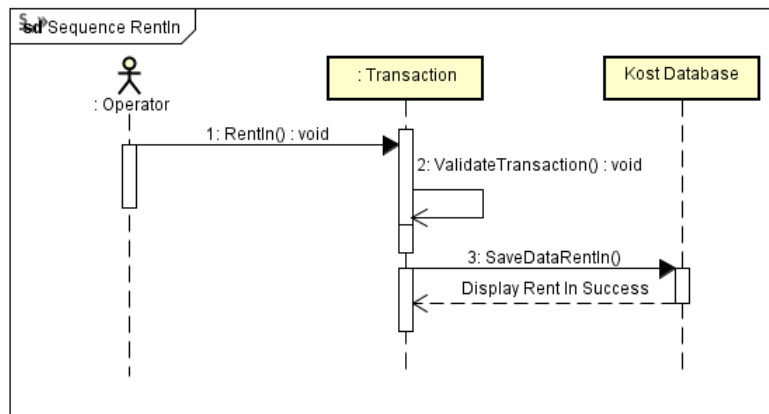 sd Sequence RentIn
: Operator
: Transaction
Kost Database
1: RentIn() : void
2: ValidateTransaction() : void
3: SaveDataRentIn()
Display Rent In Success